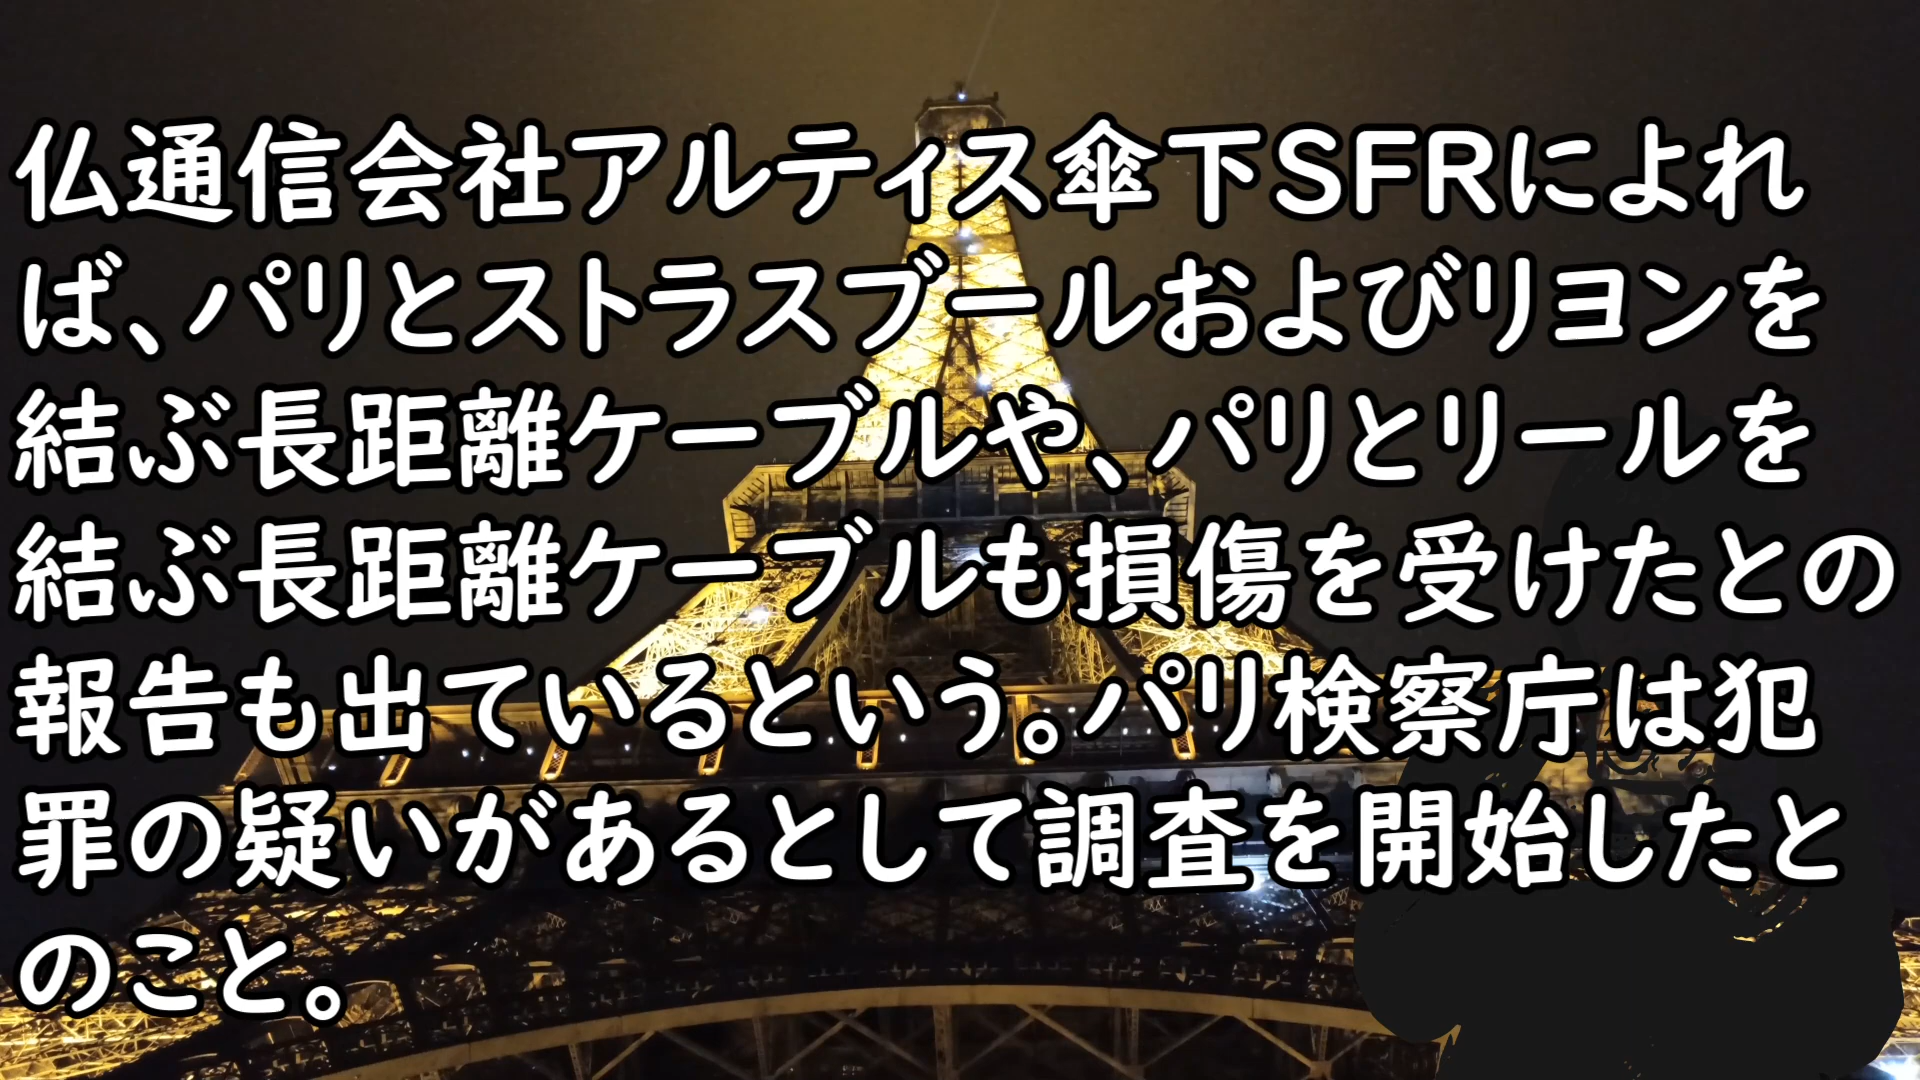 仏通信会社アルティス傘下SFRによれ
ば、パリとストラスブールおよびリヨンを
結ぶ長距離ケーブルや、パリとリールを
結ぶ長距離ケーブルも損傷を受けたとの
報告も出ているという。パリ検察庁は犯
罪の疑いがあるとして調査を開始したと
のこと。